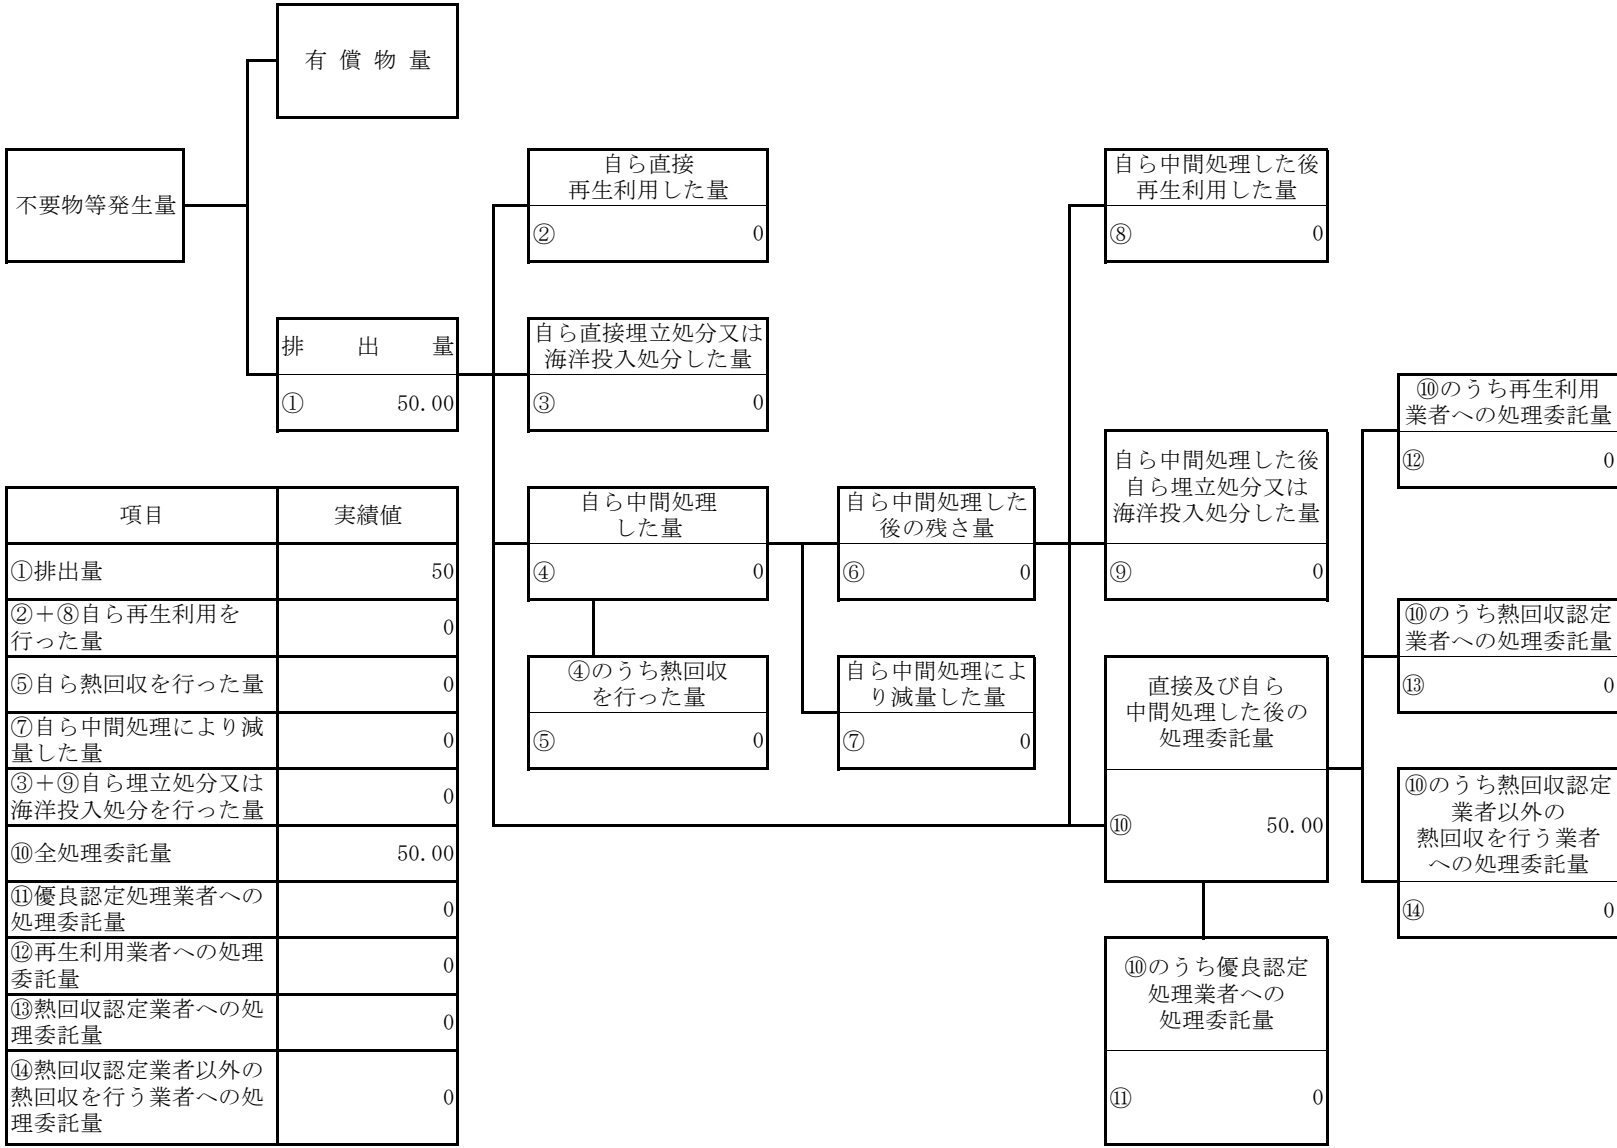 有償物量
不要物等発生量
自ら直接
再生利用した量
② 0
自ら中間処理した後
再生利用した量
⑧ 0
排出量
① 50.00
自ら直接埋立処分又は
海洋投入処分した量
③ 0
⑩のうち再生利用
業者への処理委託量
⑫ 0
自ら中間処理した後
自ら埋立処分又は
海洋投入処分した量
⑨ 0
自ら中間処理
した量
④ 0
自ら中間処理した
後の残さ量
⑥ 0
⑩のうち熱回収認定
業者への処理委託量
⑬ 0
④のうち熱回収
を行った量
⑤ 0
自ら中間処理によ
り減量した量
⑦ 0
直接及び自ら
中間処理した後の
処理委託量
⑩ 50.00
⑩のうち熱回収認定
業者以外の
熱回収を行う業者
への処理委託量
⑭ 0
⑩のうち優良認定
処理業者への
処理委託量
⑪ 0
項目 実績値
①排出量 50
②+⑧自ら再生利用を
行った量 0
⑤自ら熱回収を行った量 0
⑦自ら中間処理により減
量した量 0
③+⑨自ら埋立処分又は
海洋投入処分を行った量 0
⑩全処理委託量 50.00
⑪優良認定処理業者への
処理委託量 0
⑫再生利用業者への処理
委託量 0
⑬熱回収認定業者への処
理委託量 0
⑭熱回収認定業者以外の
熱回収を行う業者への処 0
理委託量